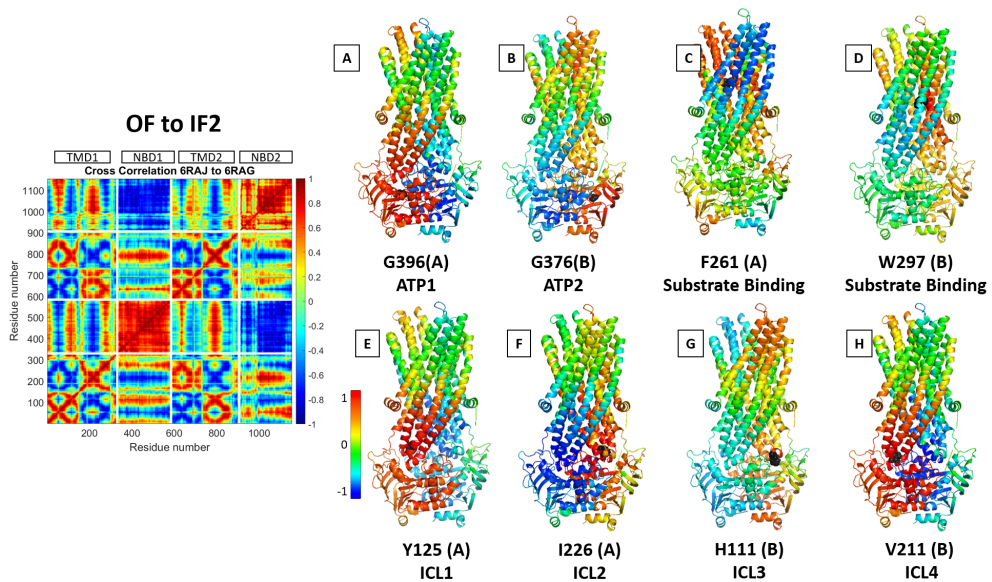 OF to IF2
TMD1 NBD1 TMD2 NBD2
Cross Correlation 6RAJ to 6RAG
Residue number
1100
1000
900
800
700
600
500
400
300
200
100
200 400 600 800 1000
Residue number
1
0.8
0.6
0.4
0.2
0
-0.2
-0.4
-0.6
-0.8
-1
A
B
C
D
G396(A)
ATP1
G376(B)
ATP2
F261 (A)
Substrate Binding
W297 (B)
Substrate Binding
1
0
-1
E
F
G
H
Y125 (A)
ICL1
I226 (A)
ICL2
H111 (B)
ICL3
V211 (B)
ICL4